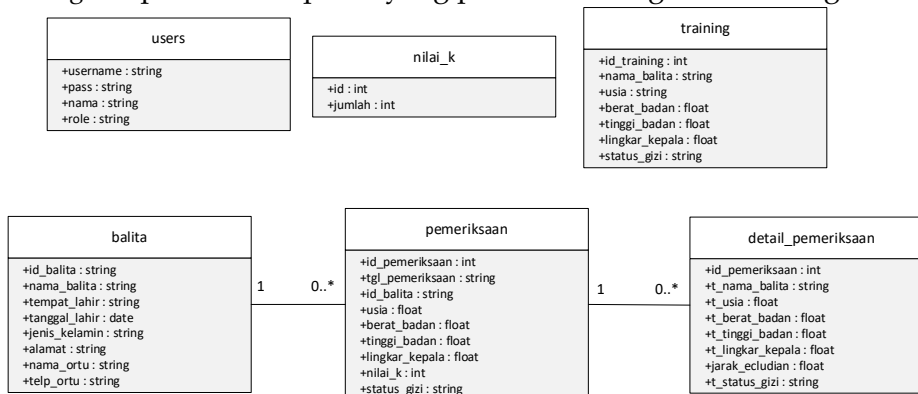 users
+username : string
+pass : string
+nama : string
+role : string
nilai_k
+id : int
+jumlah : int
training
+id_training : int
+nama_balita : string
+usia : string
+berat_badan : float
+tinggi_badan : float
+lingkar_kepala : float
+status_gizi : string
balita
+id_balita : string
+nama_balita : string
+tempat_lahir : string
+tanggal_lahir : date
+jenis_kelamin : string
+alamat : string
+nama_ortu : string
+telp_ortu : string
1
0..*
pemeriksaan
+id_pemeriksaan : int
+tgl_pemeriksaan : string
+id_balita : string
+usia : float
+berat_badan : float
+tinggi_badan : float
+lingkar_kepala : float
+nilai_k : int
+status_gizi : string
1
0..*
detail_pemeriksaan
+id_pemeriksaan : int
+t_nama_balita : string
+t_usia : float
+t_berat_badan : float
+t_tinggi_badan : float
+t_lingkar_kepala : float
+jarak_ecludian : float
+t_status_gizi : string